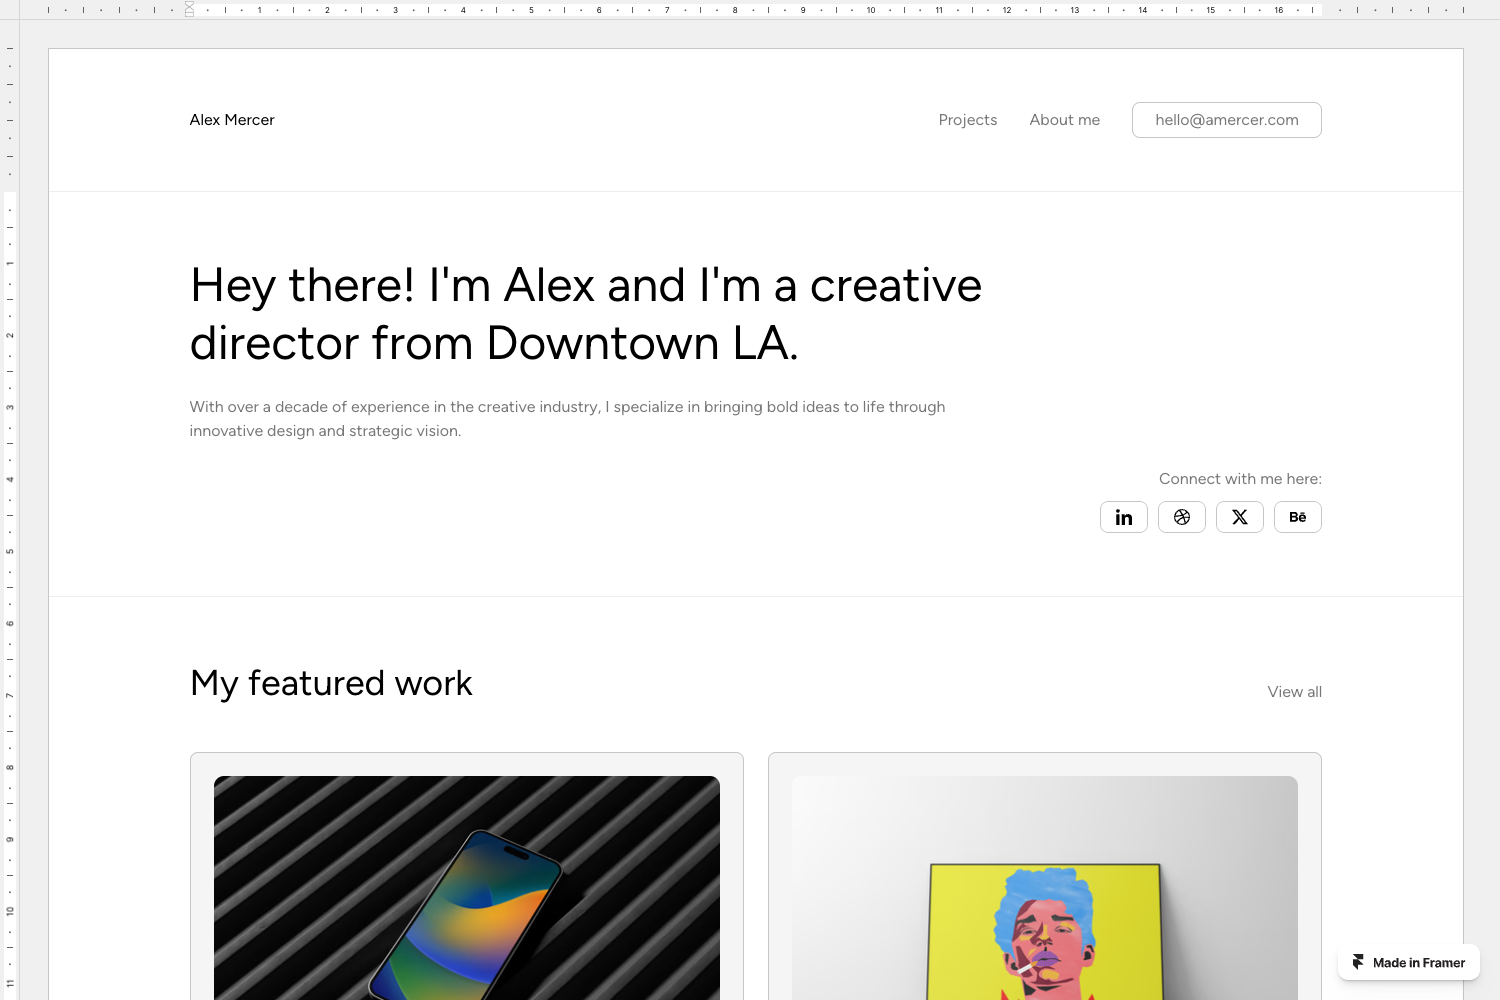 1 2 3 4 5 6 7 8 9 10 11 12 13 14 15 16
Alex Mercer
Projects
About me
hello@amercer.com
1
Hey there! I'm Alex and I'm a creative
2
director from Downtown LA.
3
With over a decade of experience in the creative industry, I specialize in bringing bold ideas to life through
innovative design and strategic vision.
4
Connect with me here:
in
X
Bē
5
6
My featured work
View all
7
8
9
10
11
Made in Framer